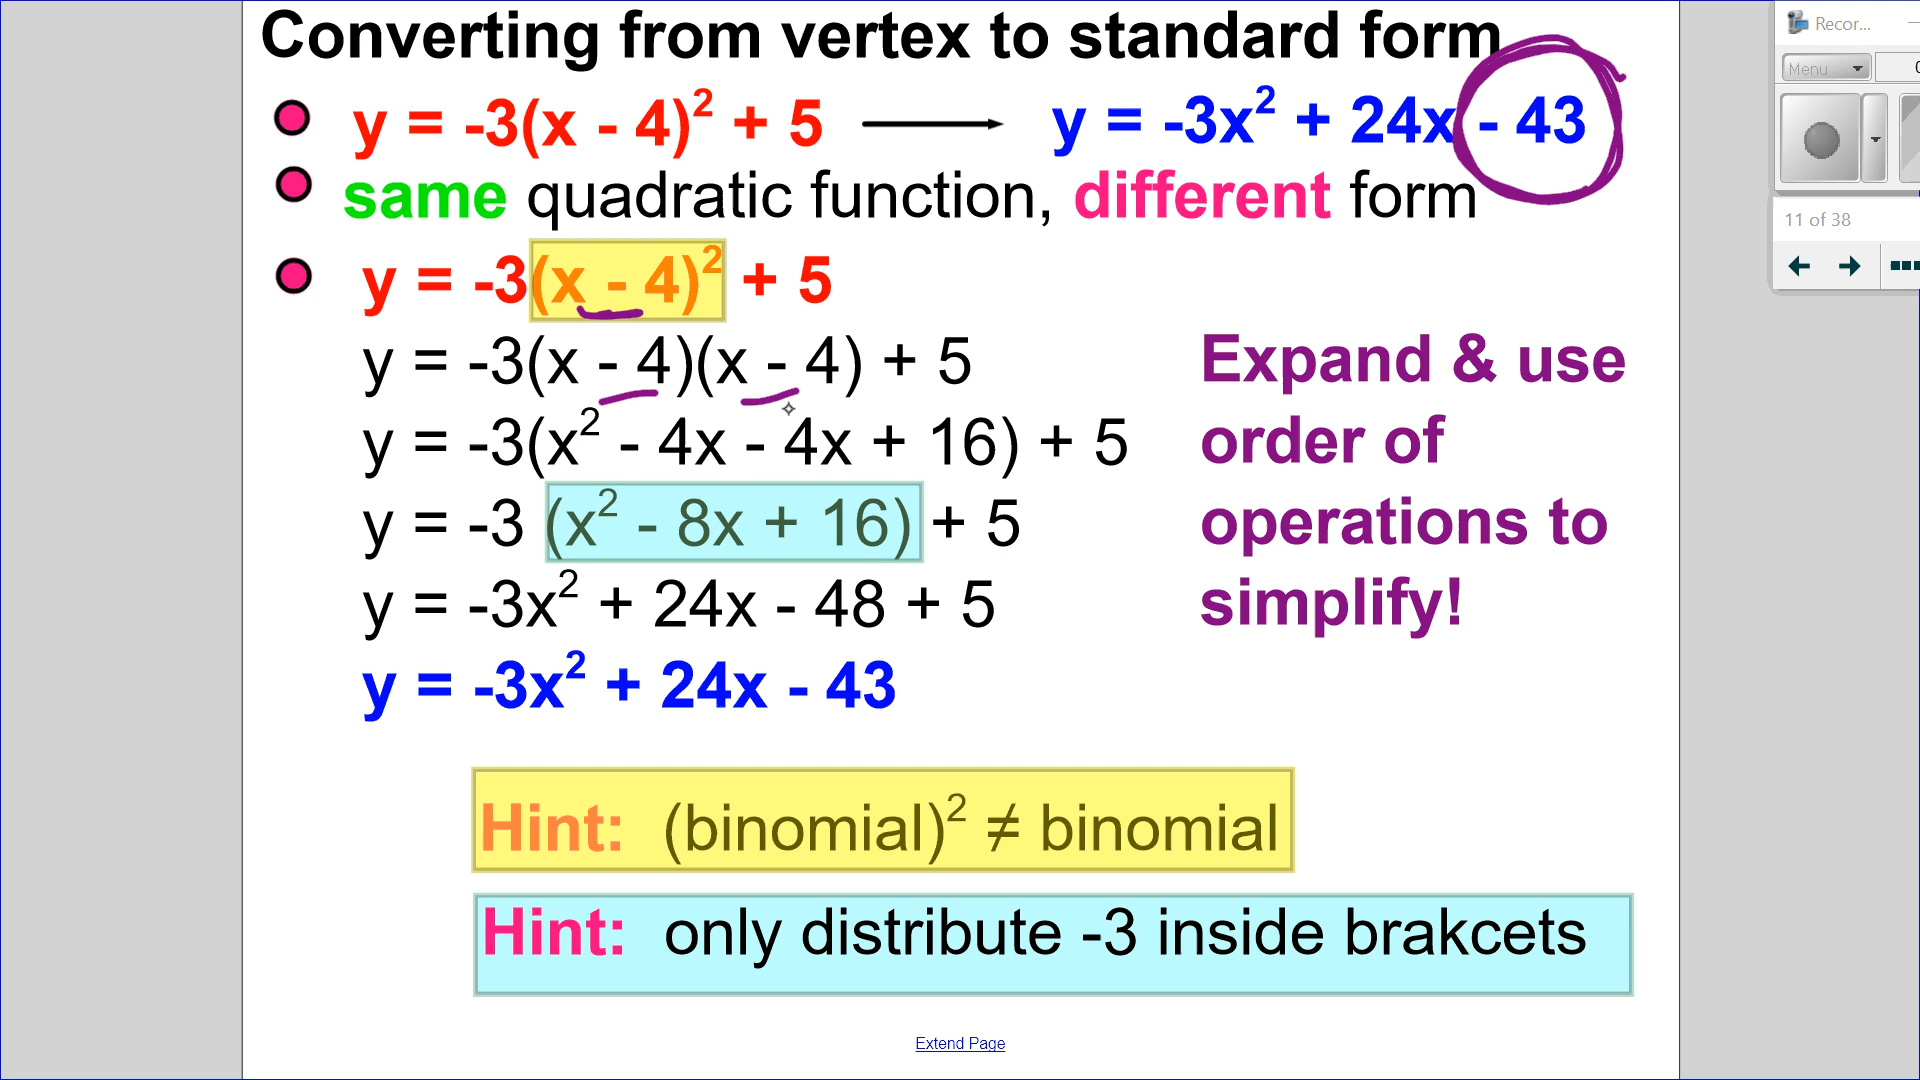 Converting from vertex to standard form
y = -3(x - 4)² + 5 → y = -3x² + 24x - 43
same quadratic function, different form
y = -3(x - 4)² + 5
y = -3(x - 4)(x - 4) + 5
y = -3(x² - 4x - 4x + 16) + 5
y = -3 (x² - 8x + 16) + 5
y = -3x² + 24x - 48 + 5
y = -3x² + 24x - 43
Expand & use
order of
operations to
simplify!
Hint: (binomial)² ≠ binomial
Hint: only distribute -3 inside brakcets
Extend Page
Recor...
Menu
11 of 38